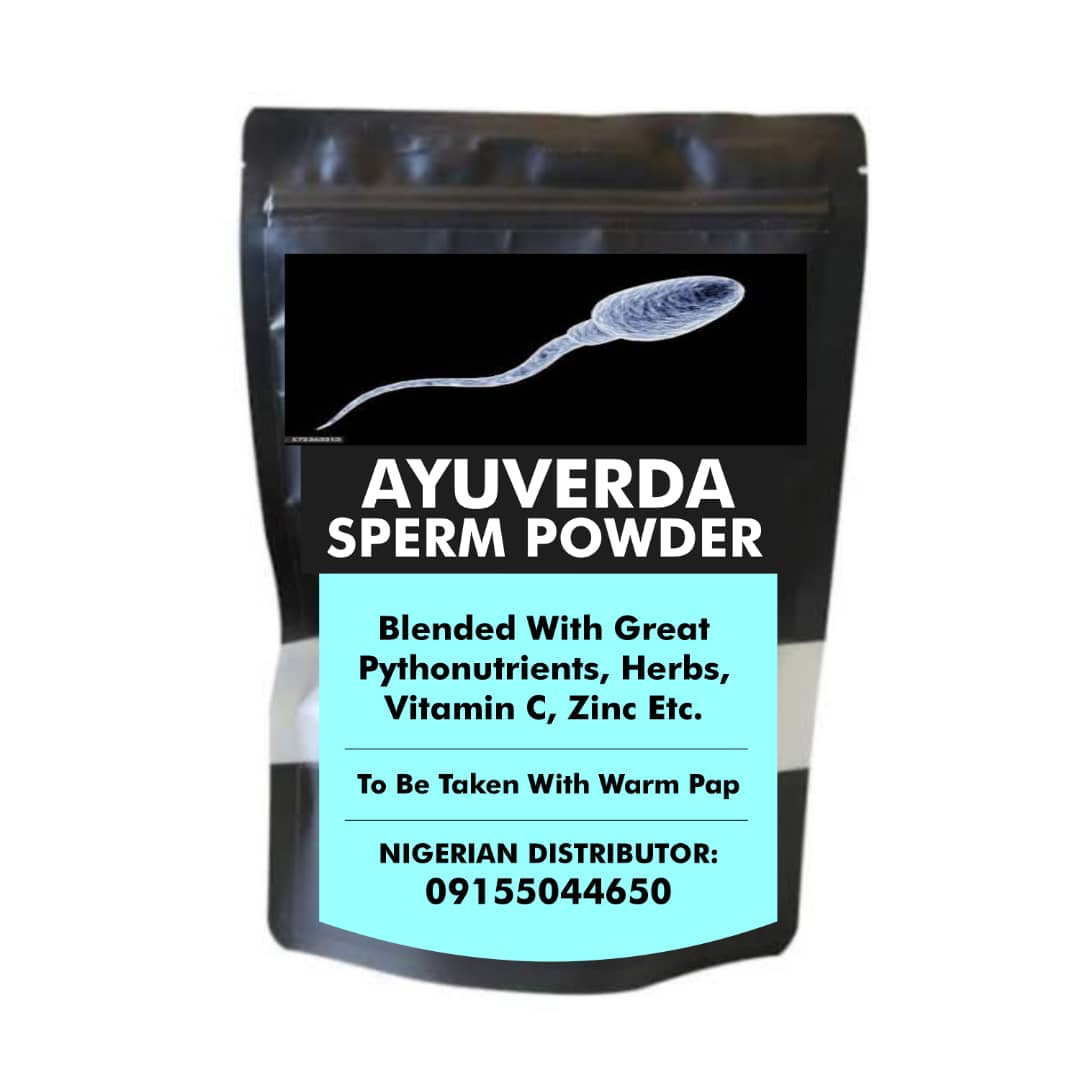 AYUVERDA
SPERM POWDER
Blended With Great
Pythonutrients, Herbs,
Vitamin C, Zinc Etc.
To Be Taken With Warm Pap
NIGERIAN DISTRIBUTOR:
09155044650